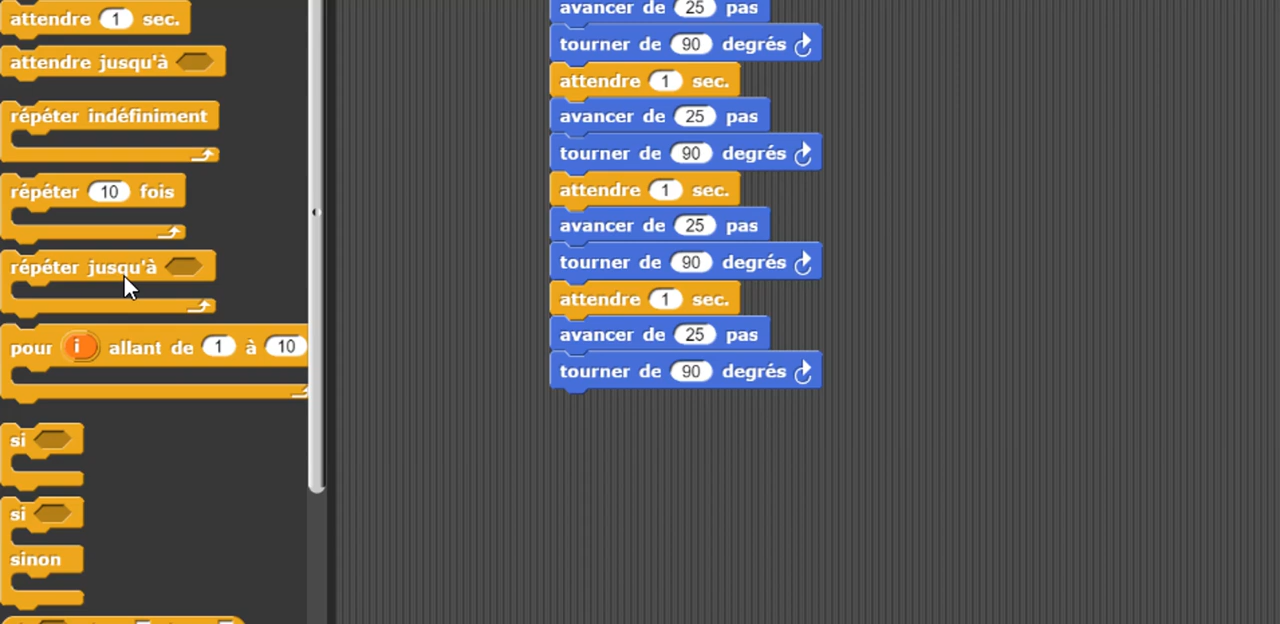 attendre 1 sec.
attendre jusqu'à
répéter indéfiniment
répéter 10 fois
répéter jusqu'à
pour i allant de 1 à 10
si
si
sinon
avancer de 25 pas
tourner de 90 degrés
attendre 1 sec.
avancer de 25 pas
tourner de 90 degrés
attendre 1 sec.
avancer de 25 pas
tourner de 90 degrés
attendre 1 sec.
avancer de 25 pas
tourner de 90 degrés